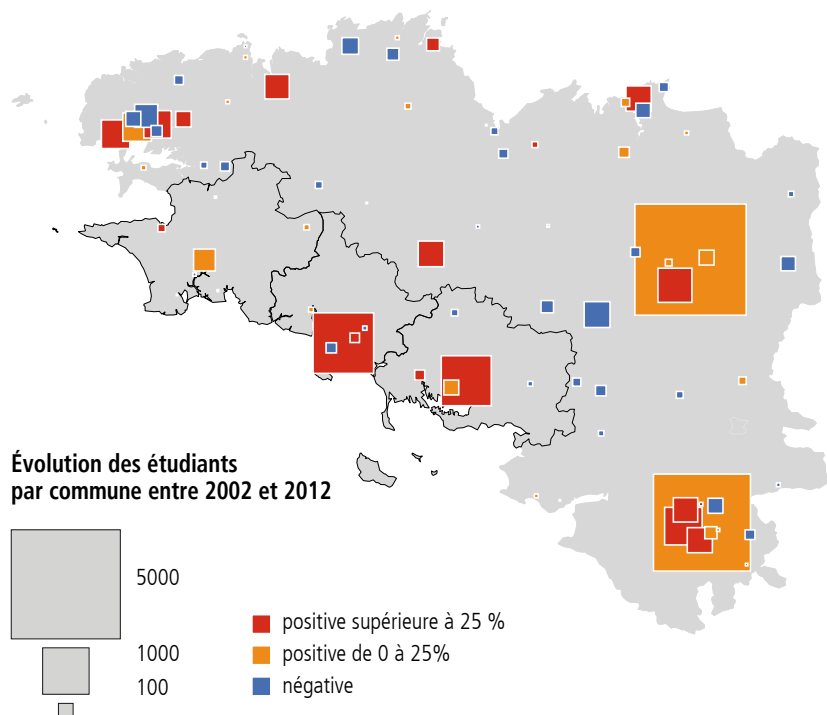 Évolution des étudiants
par commune entre 2002 et 2012
5000
1000
100
positive supérieure à 25 %
positive de 0 à 25%
négative